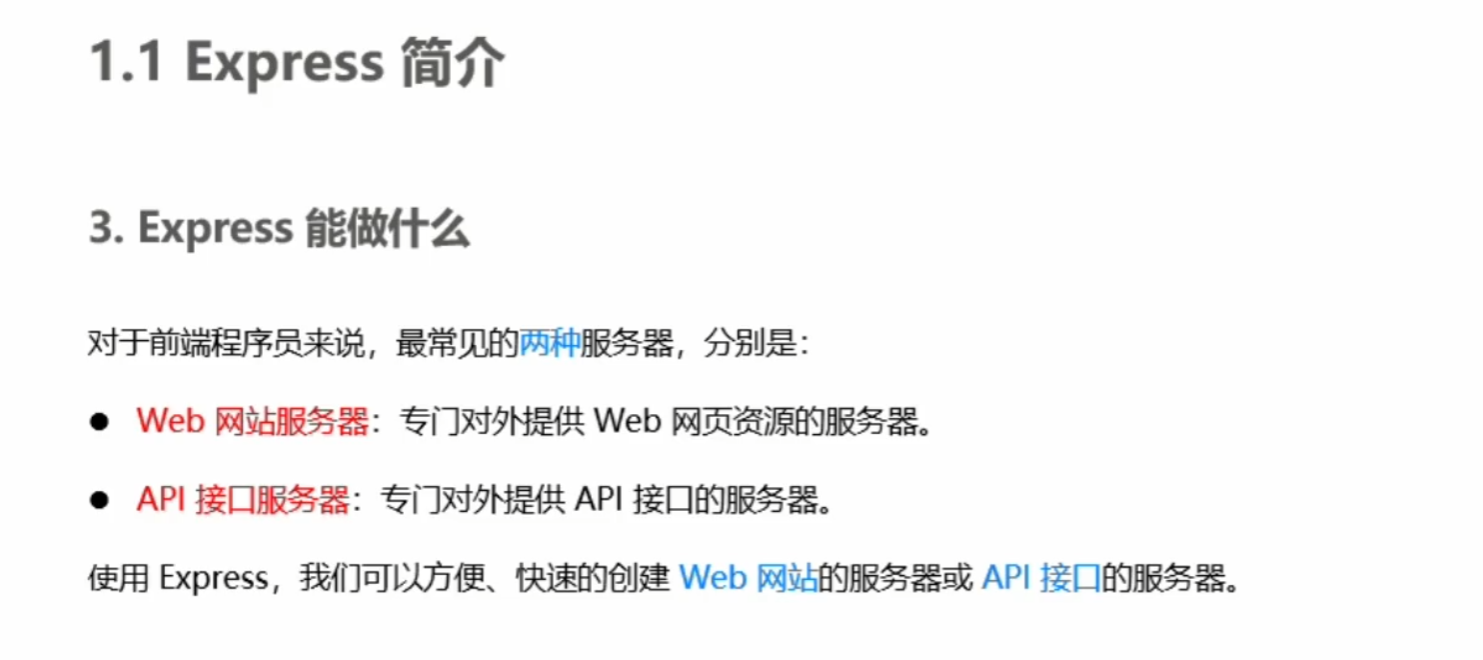 1.1 Express 简介
3. Express 能做什么
对于前端程序员来说，最常见的两种服务器，分别是：
● Web 网站服务器：专门对外提供 Web 网页资源的服务器。
● API 接口服务器：专门对外提供 API 接口的服务器。
使用 Express，我们可以方便、快速的创建 Web 网站的服务器或 API 接口的服务器。